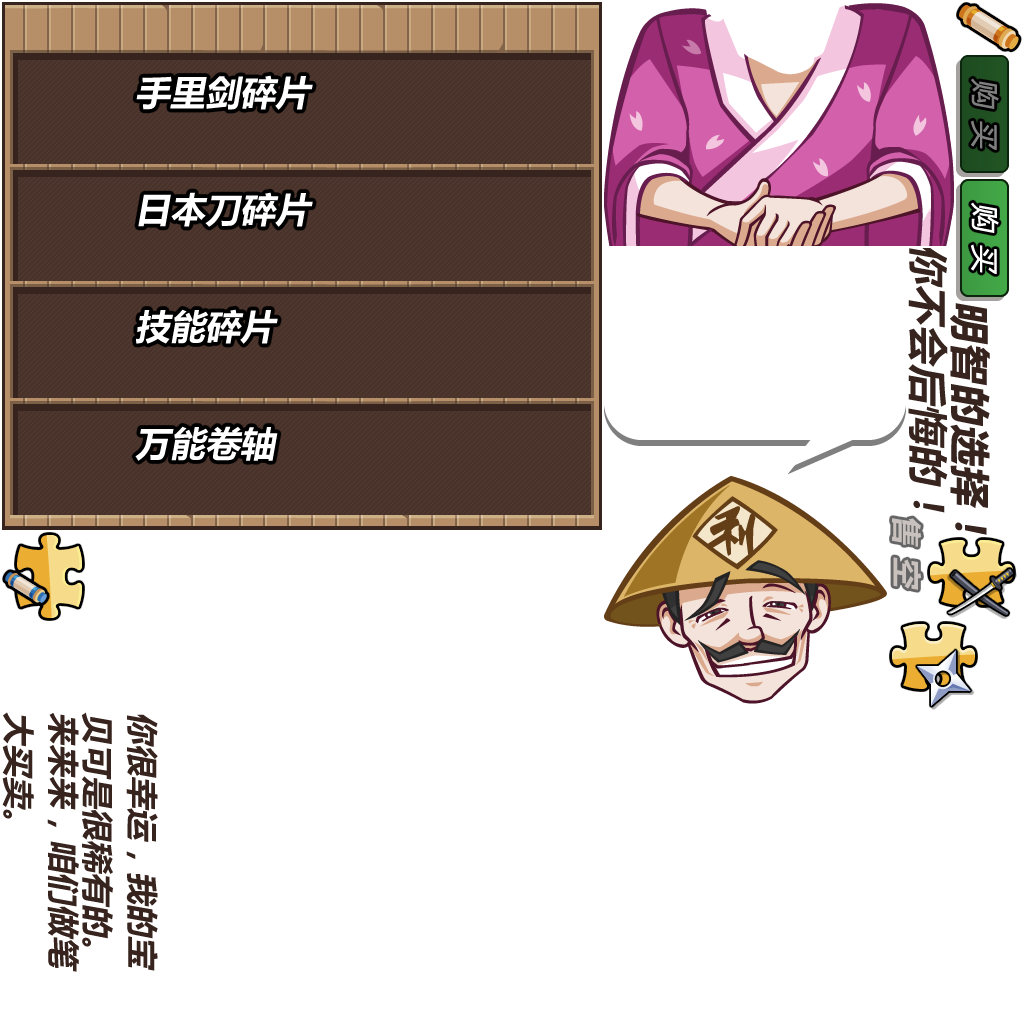 手里剑碎片
日本刀碎片
技能碎片
万能卷轴
购买
购买
明智的选择！
你不会后悔的！
售空
你很幸运，我的宝
贝可是很稀有的。
来来来，咱们做笔
大买卖。